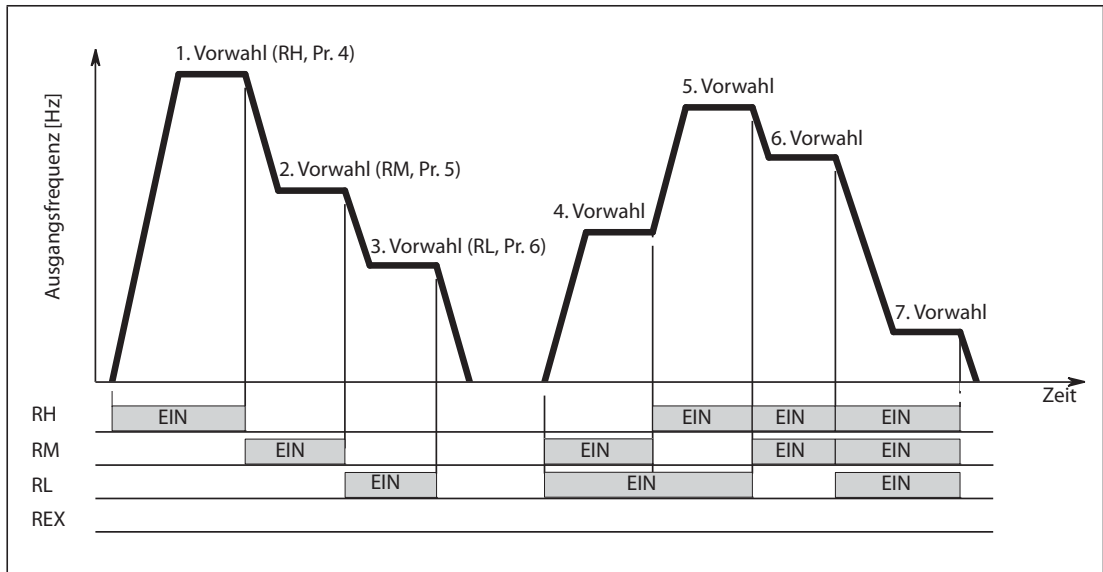 1. Vorwahl (RH, Pr. 4)
5. Vorwahl
6. Vorwahl
2. Vorwahl (RM, Pr. 5)
4. Vorwahl
3. Vorwahl (RL, Pr. 6)
7. Vorwahl
Ausgangsfrequenz [Hz]
Zeit
RH EIN EIN EIN EIN
RM EIN EIN EIN EIN
RL EIN EIN EIN
REX